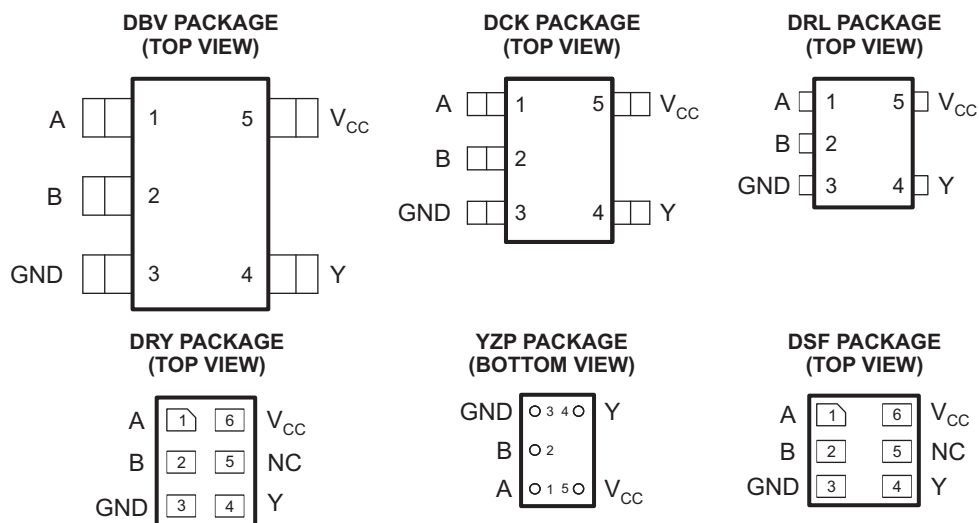 DBV PACKAGE
(TOP VIEW)
A 1 5 VCC
B 2
GND 3 4 Y
DCK PACKAGE
(TOP VIEW)
A 1 5 VCC
B 2
GND 3 4 Y
DRL PACKAGE
(TOP VIEW)
A 1 5 VCC
B 2
GND 3 4 Y
DRY PACKAGE
(TOP VIEW)
A 1 6 VCC
B 2 5 NC
GND 3 4 Y
YZP PACKAGE
(BOTTOM VIEW)
GND 3 4 Y
B 2
A 1 5 VCC
DSF PACKAGE
(TOP VIEW)
A 1 6 VCC
B 2 5 NC
GND 3 4 Y